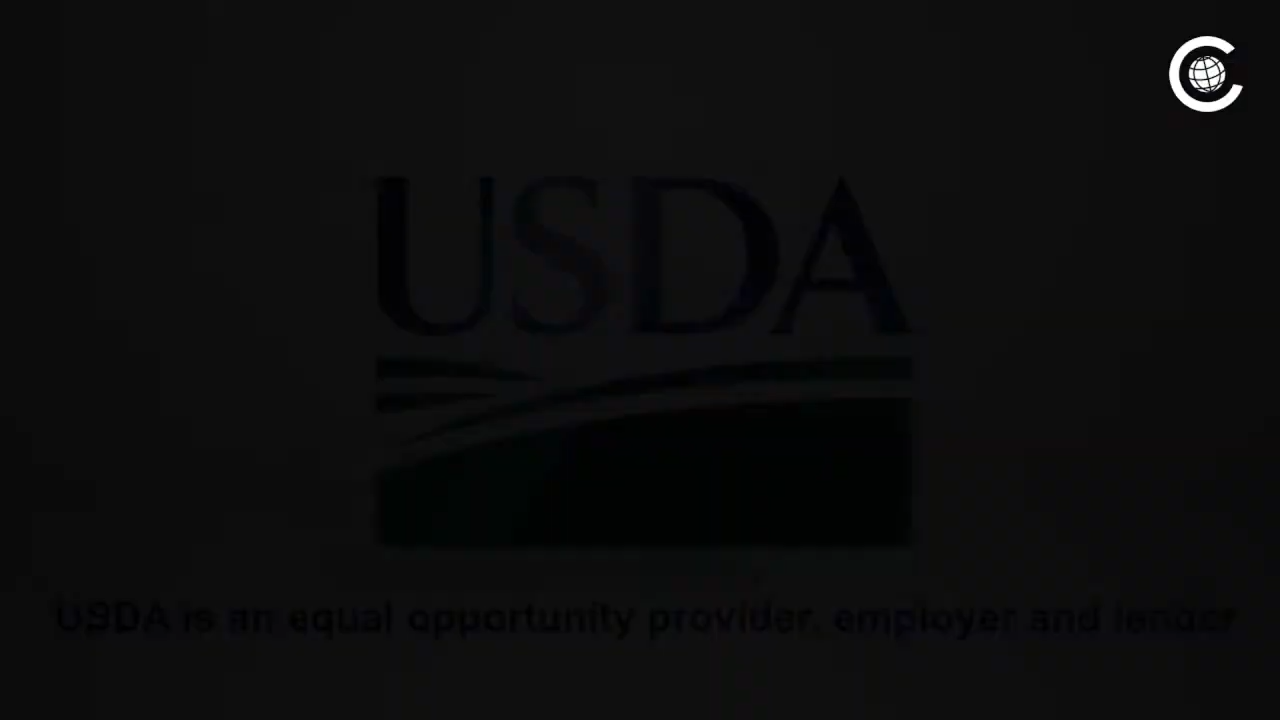 USDA
USDA is an equal opportunity provider, employer and lender